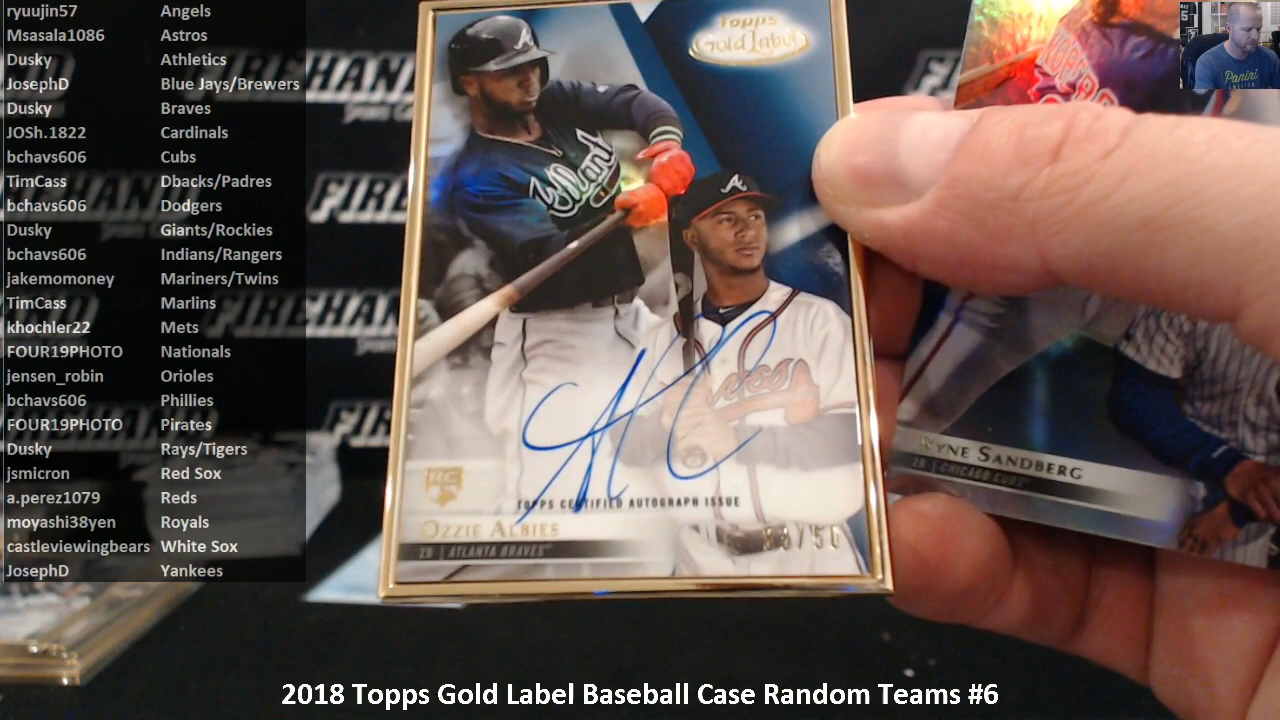 ryuujin57 Angels
Msasala1086 Astros
Dusky Athletics
JosephD Blue Jays/Brewers
Dusky Braves
JOSh.1822 Cardinals
bchavs606 Cubs
TimCass Dbacks/Padres
bchavs606 Dodgers
Dusky Giants/Rockies
bchavs606 Indians/Rangers
jakemomoney Mariners/Twins
TimCass Marlins
khochler22 Mets
FOUR19PHOTO Nationals
jensen_robin Orioles
bchavs606 Phillies
FOUR19PHOTO Pirates
Dusky Rays/Tigers
jsmicron Red Sox
a.perez1079 Reds
moyashi38yen Royals
castleviewingbears White Sox
JosephD Yankees
Topps
Gold Label
A
A
RC
TOPPS CERTIFIED AUTOGRAPH ISSUE
OZZIE ALBIES
2B | ATLANTA BRAVES
/50
RYNE SANDBERG
2B | CHICAGO CUBS
Panini
FIREHAND
2018 Topps Gold Label Baseball Case Random Teams #6